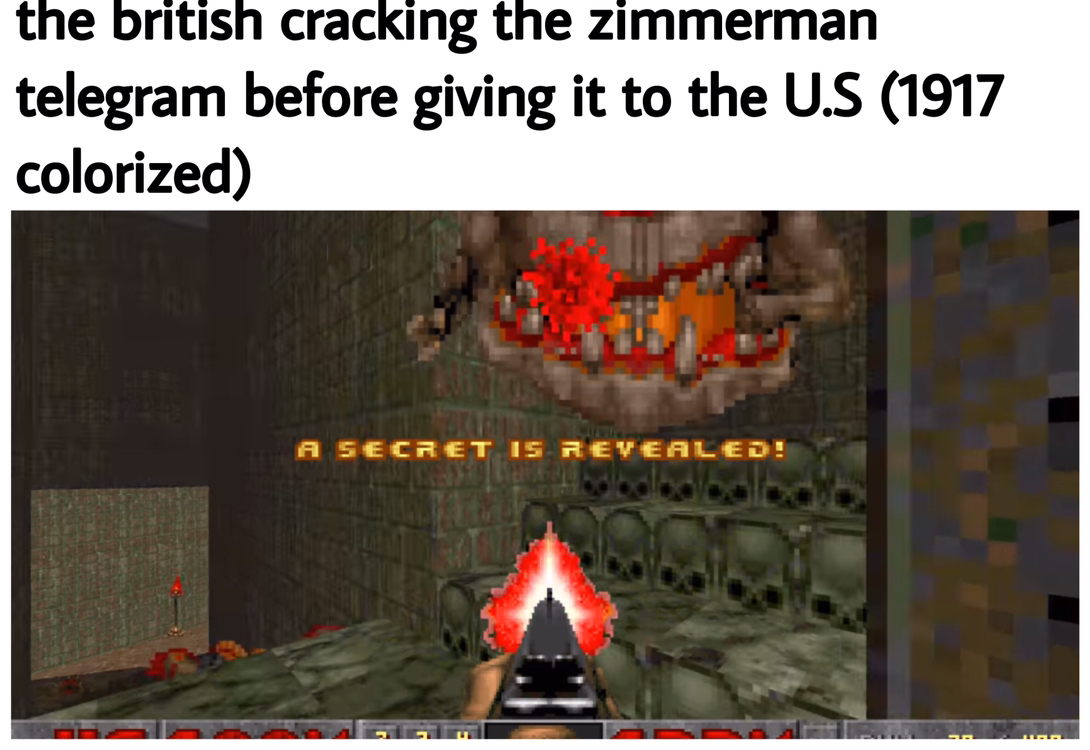 the british cracking the zimmerman
telegram before giving it to the U.S (1917
colorized)
A SECRET IS REVEALED!